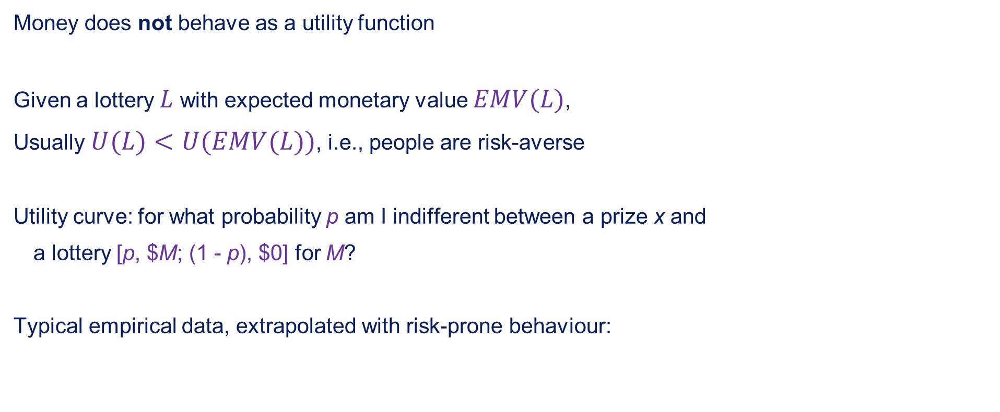 Money does not behave as a utility function
Given a lottery L with expected monetary value EMV(L),
Usually U(L) < U(EMV(L)), i.e., people are risk-averse
Utility curve: for what probability p am I indifferent between a prize x and
a lottery [p, $M; (1 - p), $0] for M?
Typical empirical data, extrapolated with risk-prone behaviour: